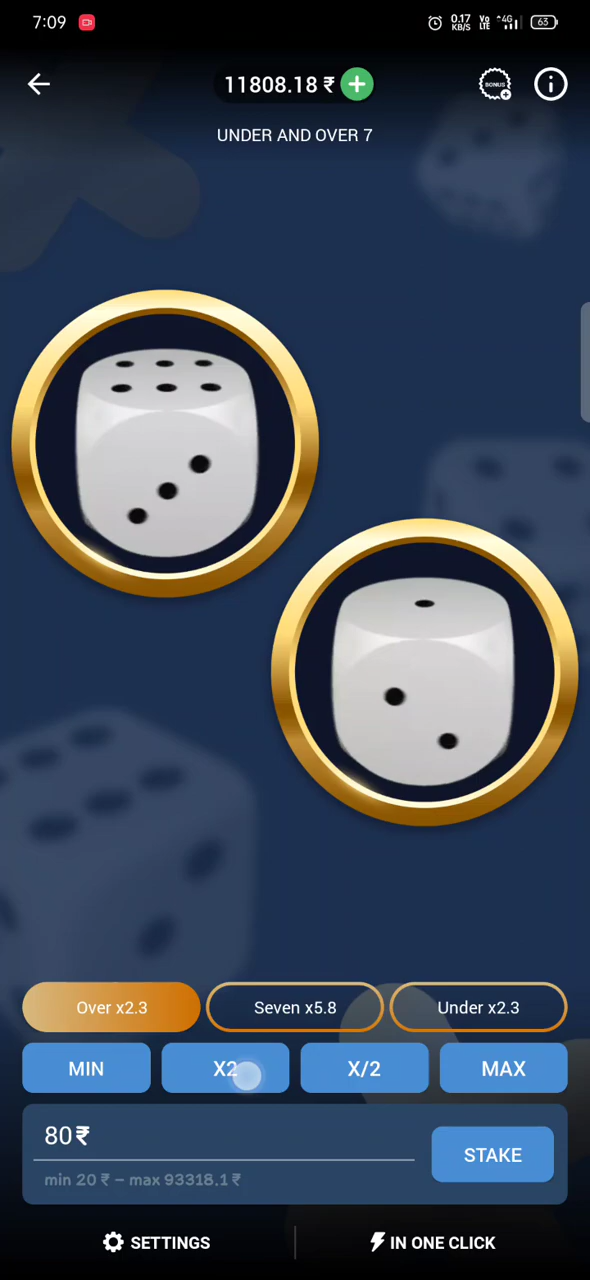 7:09 0.17 KB/S Vo LTE 4G 63
11808.18 ₹ BONUS
UNDER AND OVER 7
Over x2.3 Seven x5.8 Under x2.3
MIN X2 X/2 MAX
80₹
STAKE
min 20 ₹ – max 93318.1 ₹
SETTINGS IN ONE CLICK